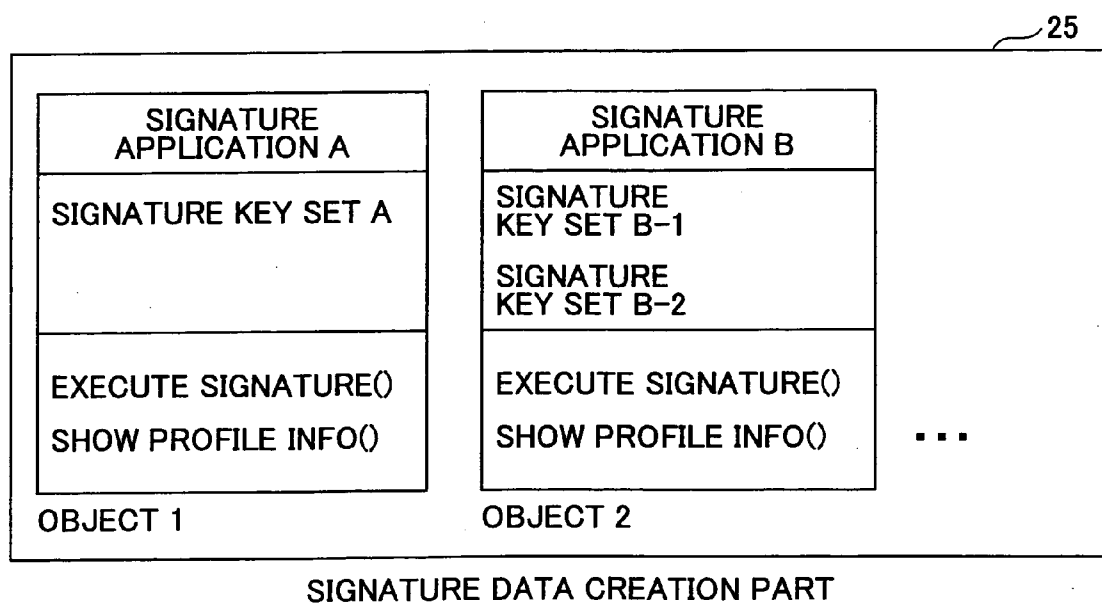 25
SIGNATURE
APPLICATION A
SIGNATURE KEY SET A
EXECUTE SIGNATURE()
SHOW PROFILE INFO()
OBJECT 1
SIGNATURE
APPLICATION B
SIGNATURE
KEY SET B-1
SIGNATURE
KEY SET B-2
EXECUTE SIGNATURE()
SHOW PROFILE INFO()
OBJECT 2
...
SIGNATURE DATA CREATION PART